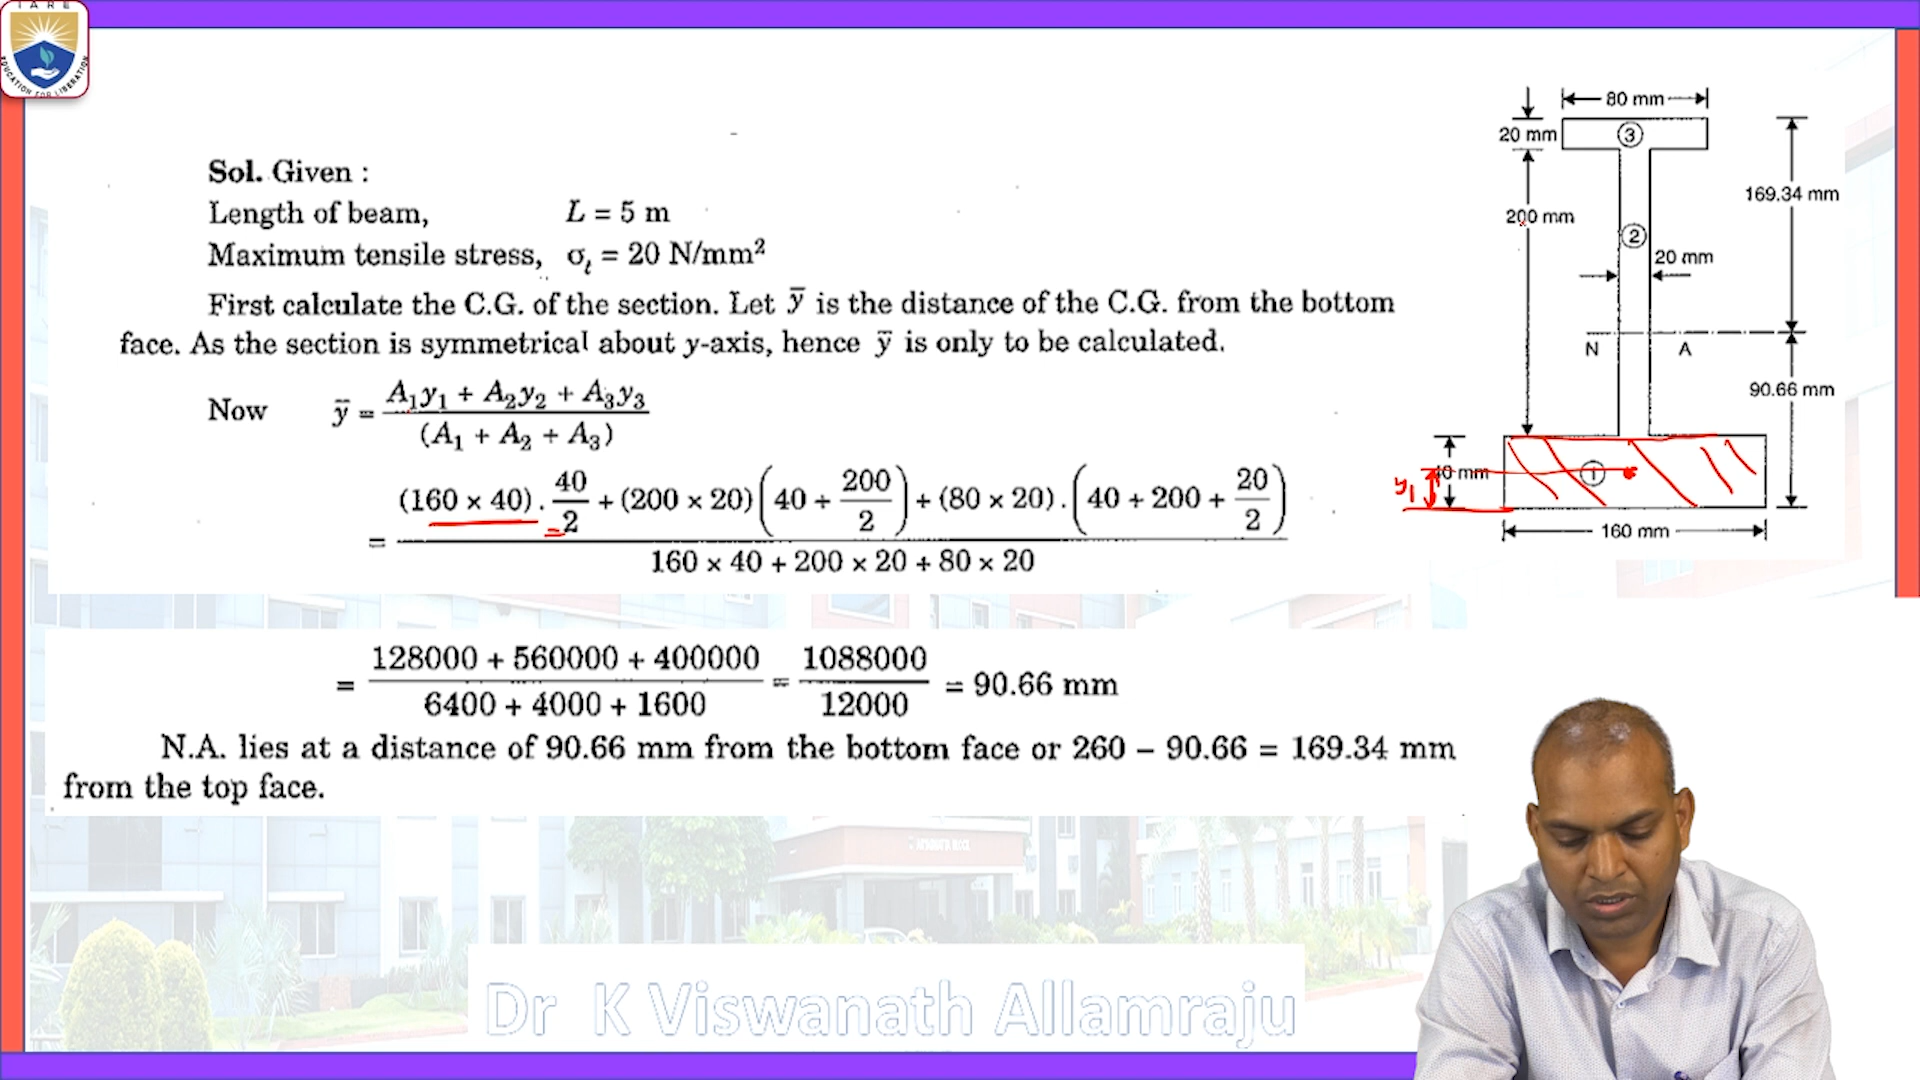 IARE
EDUCATION FOR LIBERATION
Sol. Given :
Length of beam, L = 5 m
Maximum tensile stress, σₜ = 20 N/mm²
First calculate the C.G. of the section. Let ȳ is the distance of the C.G. from the bottom
face. As the section is symmetrical about y-axis, hence ȳ is only to be calculated.
Now ȳ = (A₁y₁ + A₂y₂ + A₃y₃) / (A₁ + A₂ + A₃)
= [(160 × 40) . 40/2 + (200 × 20) (40 + 200/2) + (80 × 20) . (40 + 200 + 20/2)] / [160 × 40 + 200 × 20 + 80 × 20]
= (128000 + 560000 + 400000) / (6400 + 4000 + 1600) = 1088000 / 12000 = 90.66 mm
N.A. lies at a distance of 90.66 mm from the bottom face or 260 – 90.66 = 169.34 mm
from the top face.
80 mm
20 mm
③
169.34 mm
200 mm
②
20 mm
N A
90.66 mm
y₁
40 mm
①
160 mm
Dr K Viswanath Allamraju